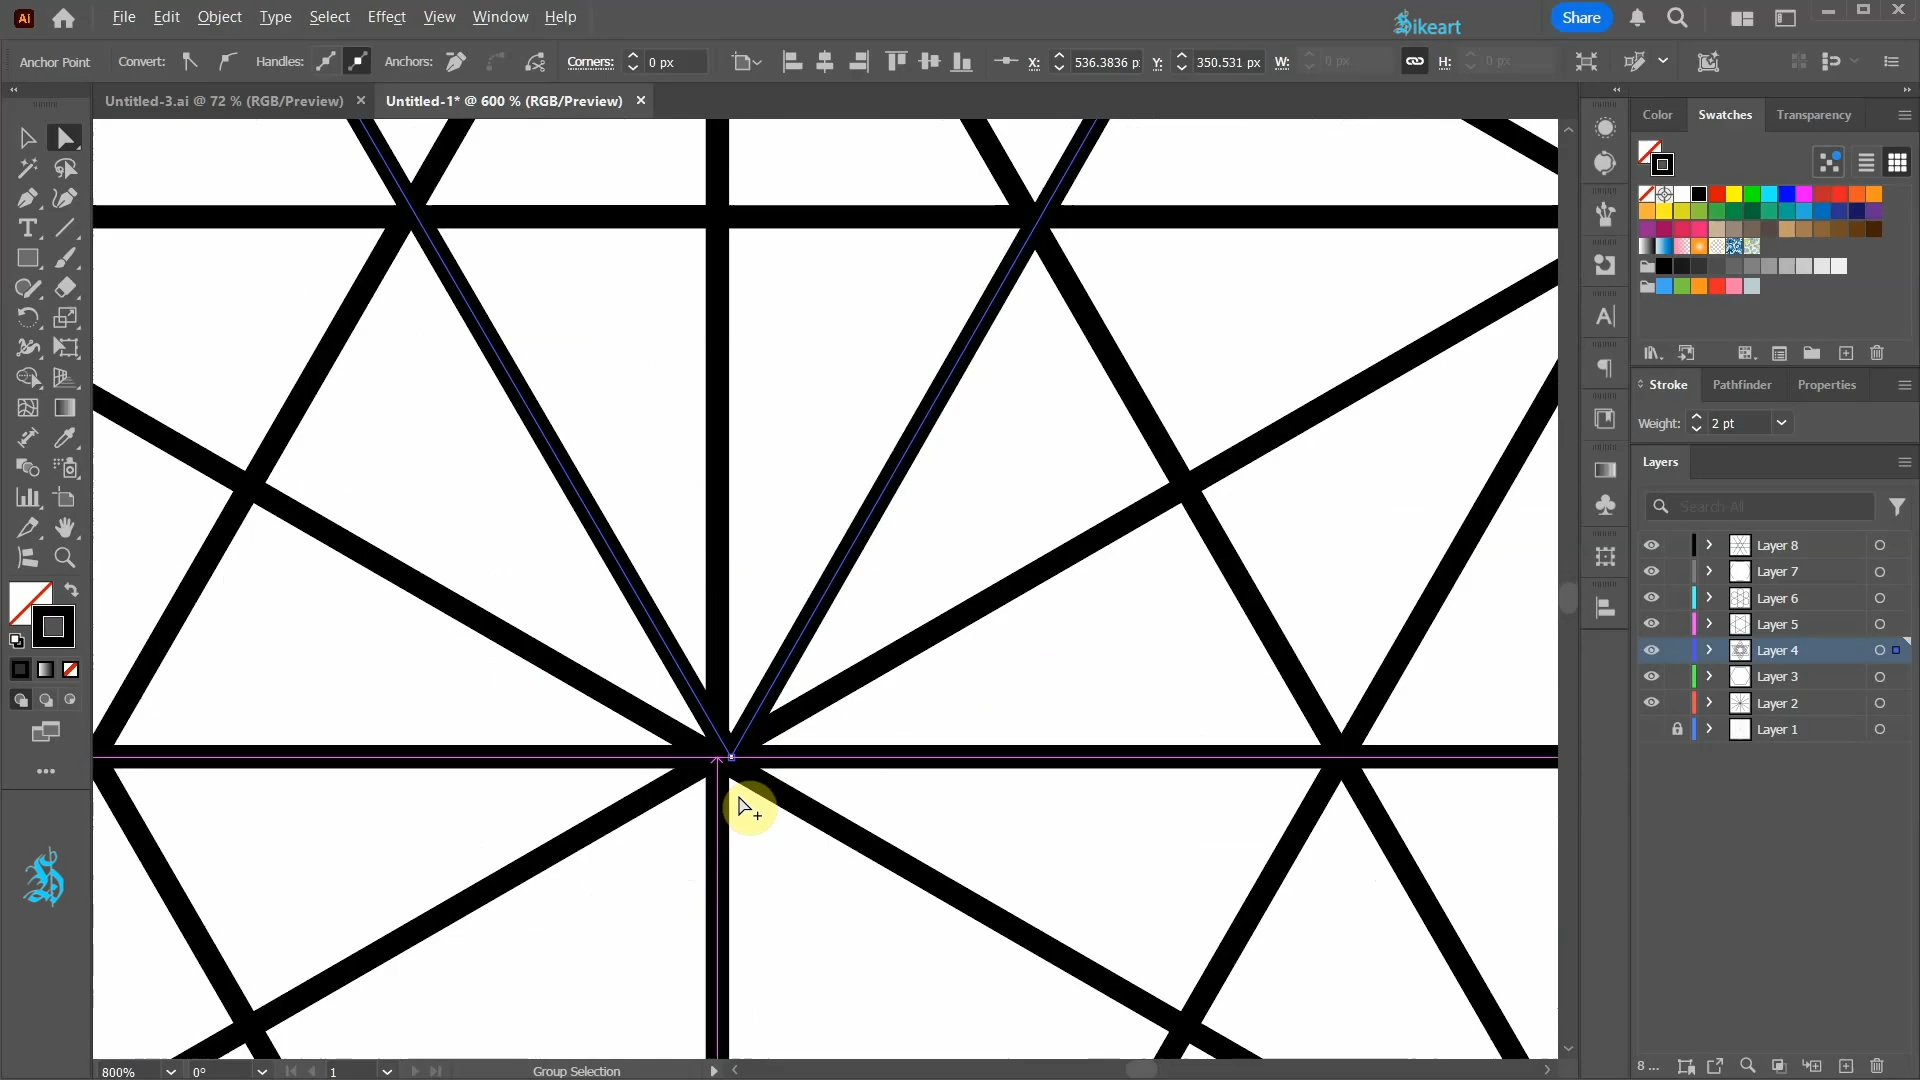 Ai File Edit Object Type Select Effect View Window Help Sikeart Share
Anchor Point Convert: Handles: Anchors: Corners: 0 px X: 536.3836 p Y: 350.531 px W: 0 px H: 0 px
Untitled-3.ai @ 72 % (RGB/Preview) Untitled-1* @ 600 % (RGB/Preview)
Color Swatches Transparency
Stroke Pathfinder Properties
Weight: 2 pt
Layers
Search All
Layer 8
Layer 7
Layer 6
Layer 5
Layer 4
Layer 3
Layer 2
Layer 1
800% 0° 1 Group Selection
8 ...